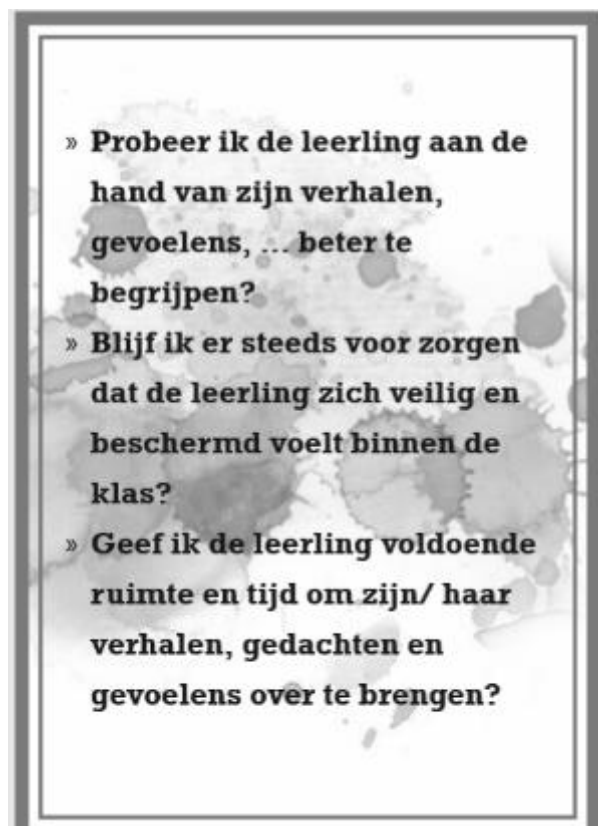 » Probeer ik de leerling aan de
hand van zijn verhalen,
gevoelens, ... beter te
begrijpen?
» Blijf ik er steeds voor zorgen
dat de leerling zich veilig en
beschermd voelt binnen de
klas?
» Geef ik de leerling voldoende
ruimte en tijd om zijn/ haar
verhalen, gedachten en
gevoelens over te brengen?